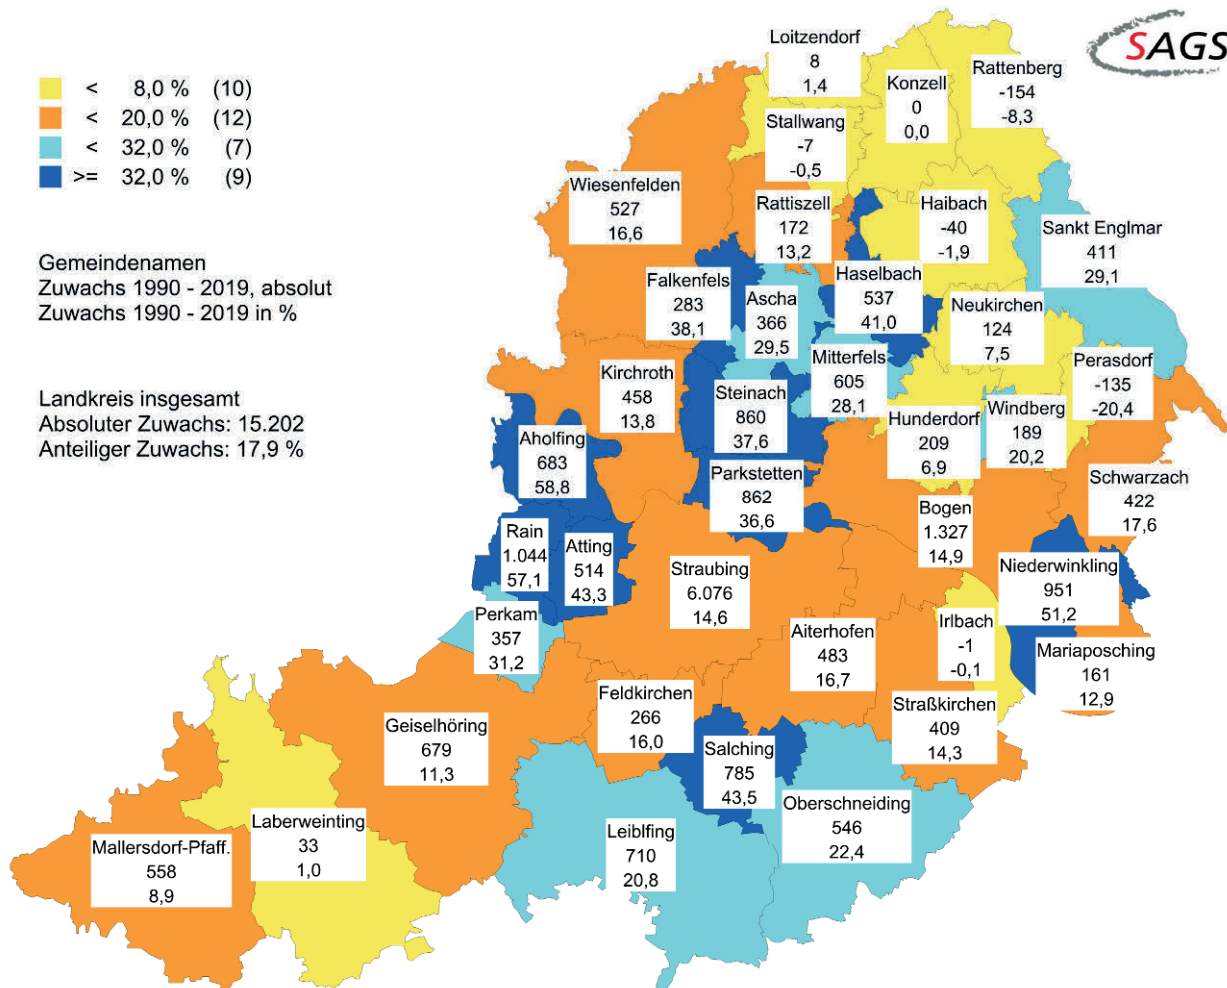 SAGS
< 8,0 % (10)
< 20,0 % (12)
< 32,0 % (7)
>= 32,0 % (9)
Gemeindenamen
Zuwachs 1990 - 2019, absolut
Zuwachs 1990 - 2019 in %
Landkreis insgesamt
Absoluter Zuwachs: 15.202
Anteiliger Zuwachs: 17,9 %
Loitzendorf
8
1,4
Konzell
0
0,0
Rattenberg
-154
-8,3
Stallwang
-7
-0,5
Wiesenfelden
527
16,6
Rattiszell
172
13,2
Haibach
-40
-1,9
Sankt Englmar
411
29,1
Falkenfels
283
38,1
Ascha
366
29,5
Haselbach
537
41,0
Neukirchen
124
7,5
Mitterfels
605
28,1
Perasdorf
-135
-20,4
Kirchroth
458
13,8
Steinach
860
37,6
Hunderdorf
209
6,9
Windberg
189
20,2
Aholfing
683
58,8
Parkstetten
862
36,6
Schwarzach
422
17,6
Bogen
1.327
14,9
Rain
1.044
57,1
Atting
514
43,3
Straubing
6.076
14,6
Niederwinkling
951
51,2
Perkam
357
31,2
Aiterhofen
483
16,7
Irlbach
-1
-0,1
Mariaposching
161
12,9
Feldkirchen
266
16,0
Straßkirchen
409
14,3
Geiselhöring
679
11,3
Salching
785
43,5
Oberschneiding
546
22,4
Laberweinting
33
1,0
Leiblfing
710
20,8
Mallersdorf-Pfaff.
558
8,9